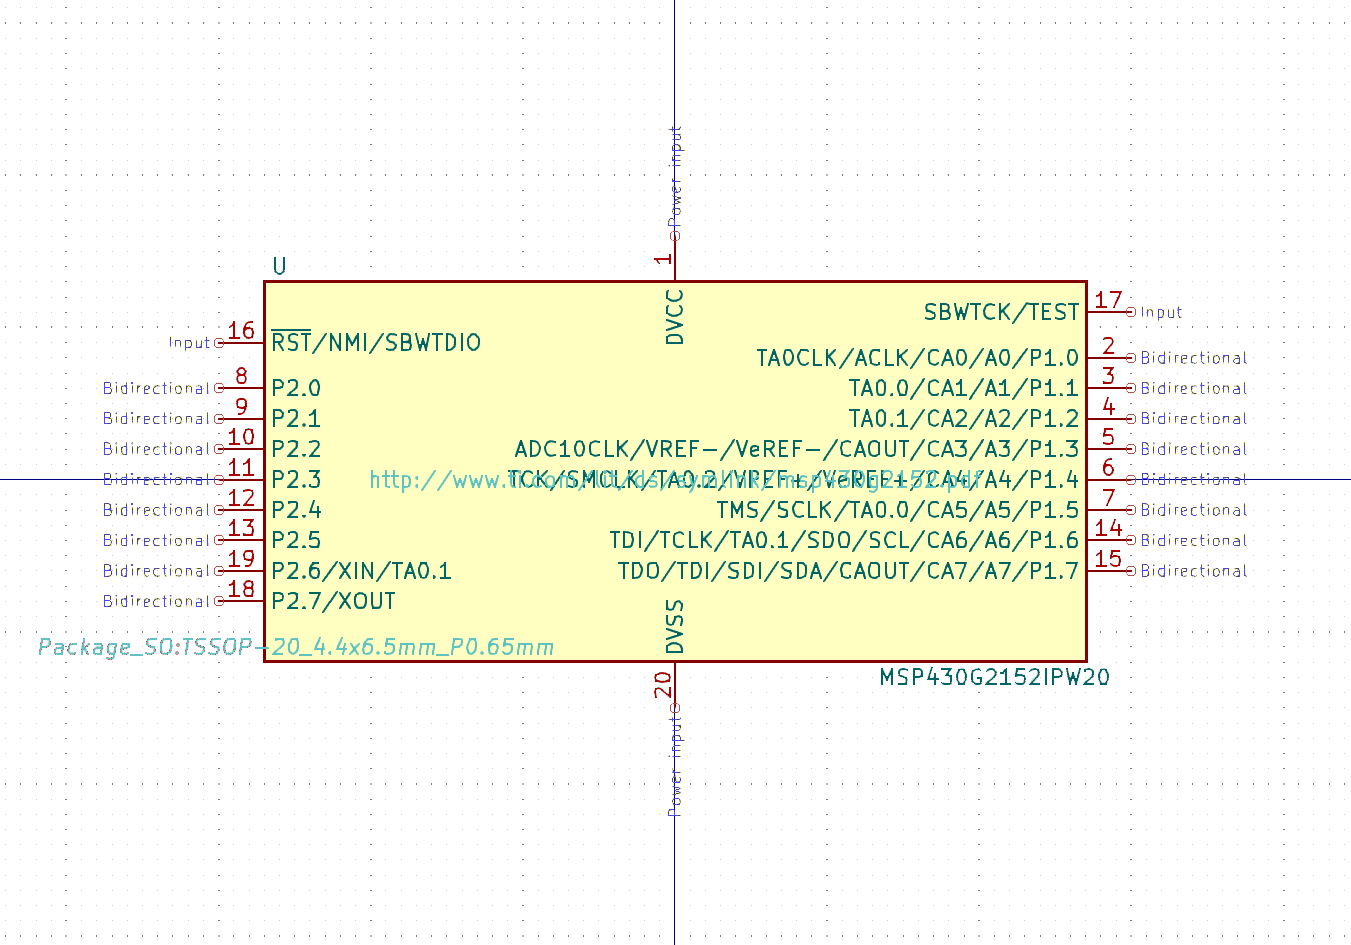 Power input
1
U
DVCC
SBWTCK/TEST 17 Input
Input 16 RST/NMI/SBWTDIO
TA0CLK/ACLK/CA0/A0/P1.0 2 Bidirectional
Bidirectional 8 P2.0
TA0.0/CA1/A1/P1.1 3 Bidirectional
Bidirectional 9 P2.1
TA0.1/CA2/A2/P1.2 4 Bidirectional
Bidirectional 10 P2.2
ADC10CLK/VREF-/VeREF-/CAOUT/CA3/A3/P1.3 5 Bidirectional
Bidirectional 11 P2.3
TCK/SMCLK/TA0.2/VREF+/VeREF+/CA4/A4/P1.4 6 Bidirectional
http://www.ti.com/lit/ds/symlink/msp430g2152.pdf
Bidirectional 12 P2.4
TMS/SCLK/TA0.0/CA5/A5/P1.5 7 Bidirectional
Bidirectional 13 P2.5
TDI/TCLK/TA0.1/SDO/SCL/CA6/A6/P1.6 14 Bidirectional
Bidirectional 19 P2.6/XIN/TA0.1
TDO/TDI/SDI/SDA/CAOUT/CA7/A7/P1.7 15 Bidirectional
Bidirectional 18 P2.7/XOUT
DVSS
Package_SO:TSSOP-20_4.4x6.5mm_P0.65mm
MSP430G2152IPW20
20
Power input